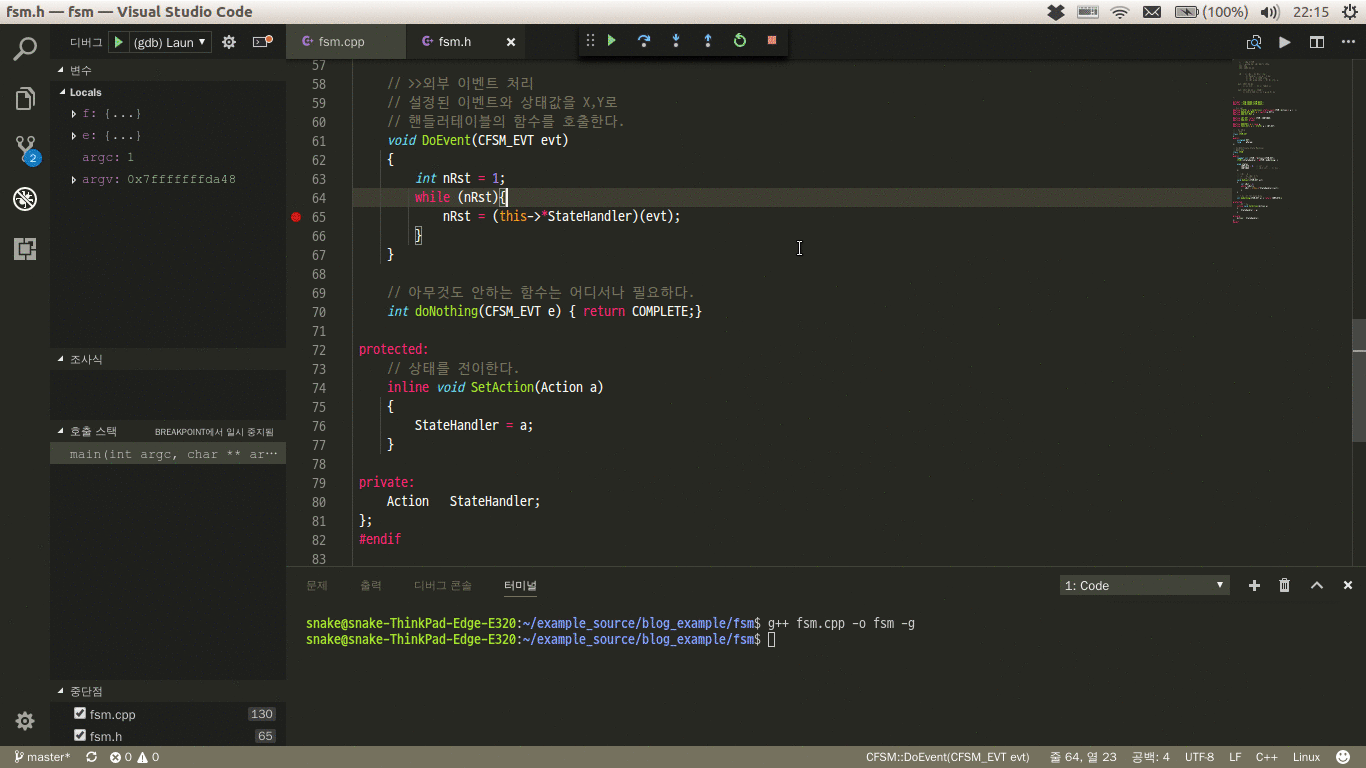 fsm.h — fsm — Visual Studio Code
(100%) 22:15
디버그 (gdb) Laun
fsm.cpp
fsm.h
변수
Locals
f: {...}
e: {...}
argc: 1
argv: 0x7fffffffda48
조사식
호출 스택 BREAKPOINT에서 일시 중지됨
main(int argc, char ** ar⋯
중단점
fsm.cpp 130
fsm.h 65
57
58 // >>외부 이벤트 처리
59 // 설정된 이벤트와 상태값을 X,Y로
60 // 핸들러테이블의 함수를 호출한다.
61 void DoEvent(CFSM_EVT evt)
62 {
63 int nRst = 1;
64 while (nRst){
65 nRst = (this->*StateHandler)(evt);
66 }
67 }
68
69 // 아무것도 안하는 함수는 어디서나 필요하다.
70 int doNothing(CFSM_EVT e) { return COMPLETE;}
71
72 protected:
73 // 상태를 전이한다.
74 inline void SetAction(Action a)
75 {
76 StateHandler = a;
77 }
78
79 private:
80 Action StateHandler;
81 };
82 #endif
83
문제 출력 디버그 콘솔 터미널
1: Code
snake@snake-ThinkPad-Edge-E320:~/example_source/blog_example/fsm$ g++ fsm.cpp -o fsm -g
snake@snake-ThinkPad-Edge-E320:~/example_source/blog_example/fsm$
2
master* 0 0
CFSM::DoEvent(CFSM_EVT evt) 줄 64, 열 23 공백: 4 UTF-8 LF C++ Linux